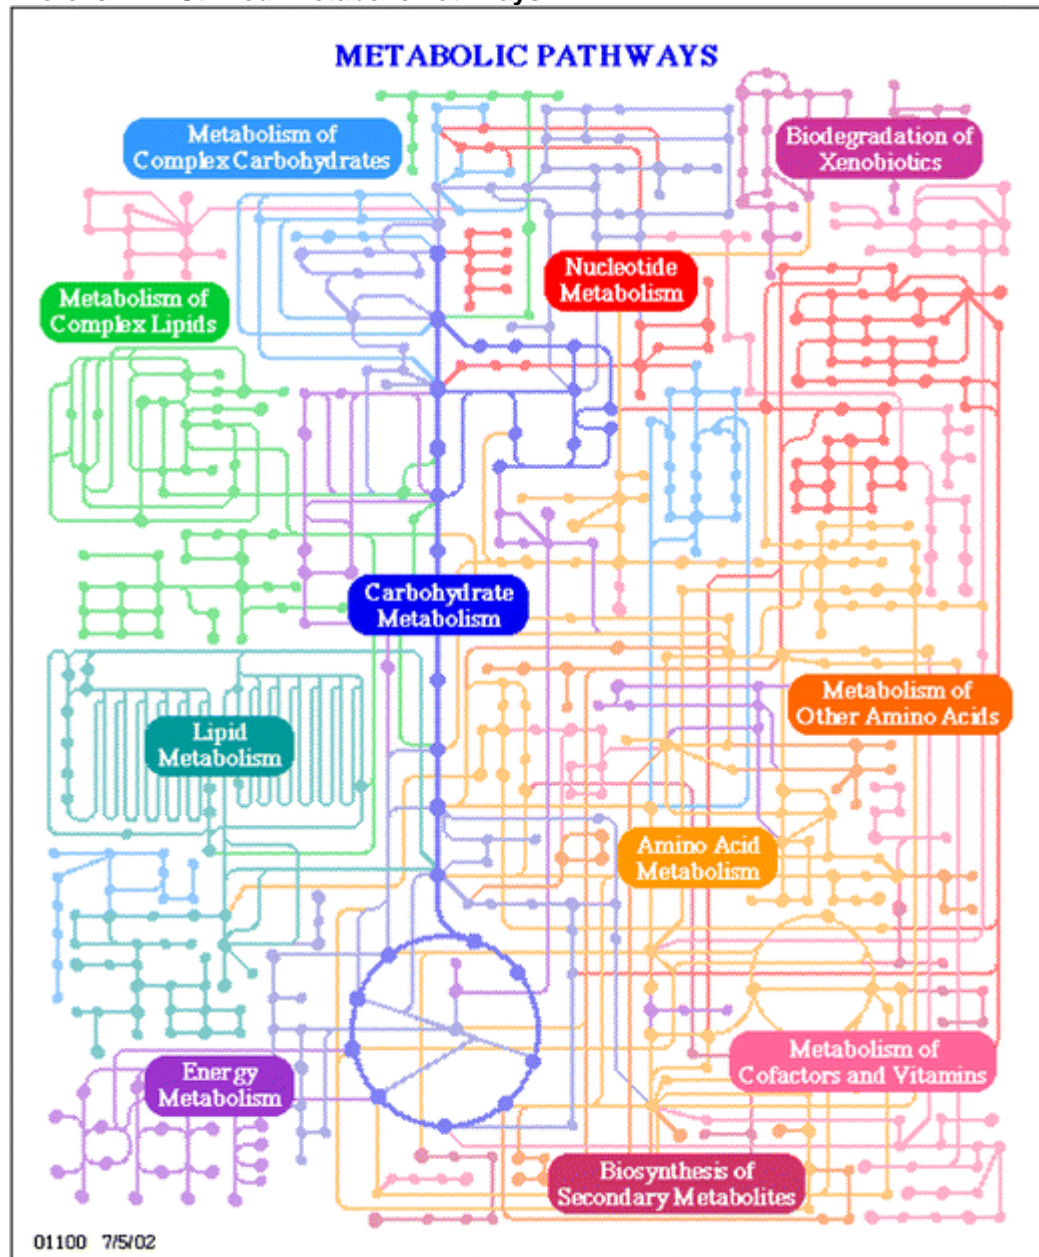 METABOLIC PATHWAYS
Metabolism of
Complex Carbohydrates
Biodegradation of
Xenobiotics
Nucleotide
Metabolism
Metabolism of
Complex Lipids
Carbohydrate
Metabolism
Metabolism of
Other Amino Acids
Lipid
Metabolism
Amino Acid
Metabolism
Metabolism of
Cofactors and Vitamins
Energy
Metabolism
Biosynthesis of
Secondary Metabolites
01100 7/5/02